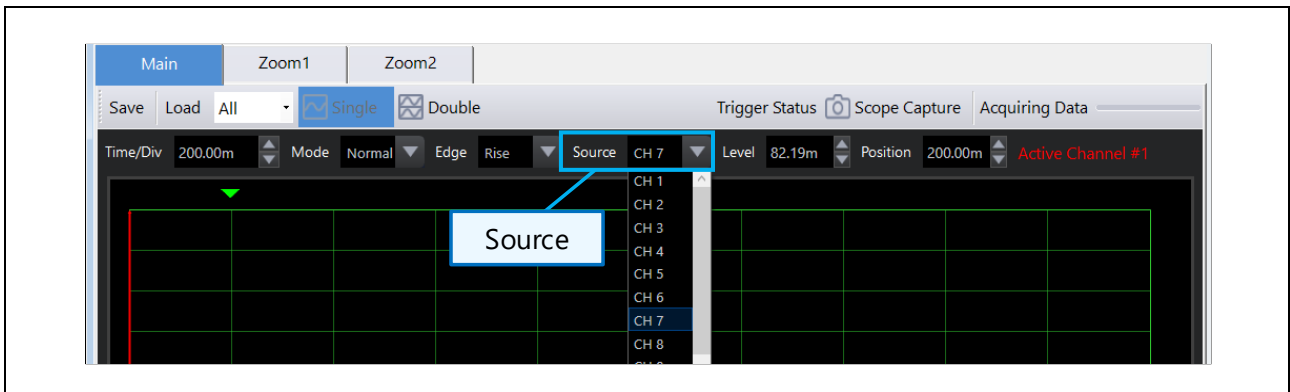 Main Zoom1 Zoom2
Save Load All Single Double Trigger Status Scope Capture Acquiring Data
Time/Div 200.00m Mode Normal Edge Rise Source CH 7 Level 82.19m Position 200.00m Active Channel #1
CH 1
CH 2
CH 3
Source
CH 4
CH 5
CH 6
CH 7
CH 8